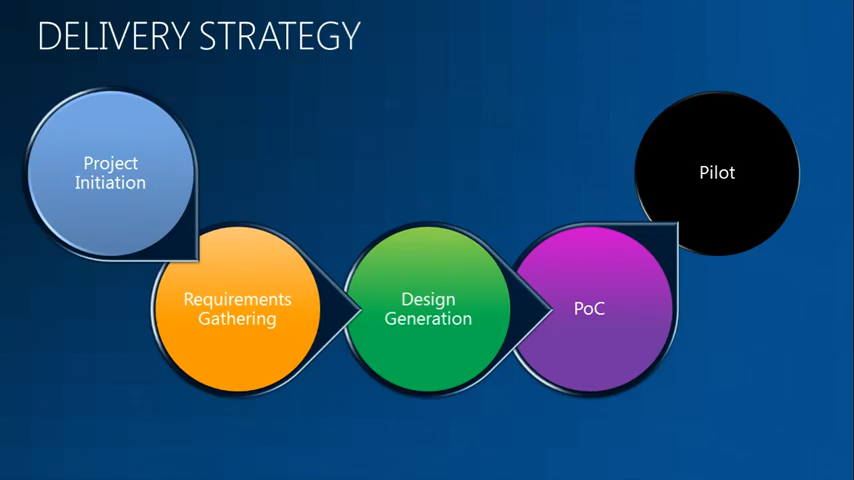 DELIVERY STRATEGY
Project
Initiation
Requirements
Gathering
Design
Generation
PoC
Pilot